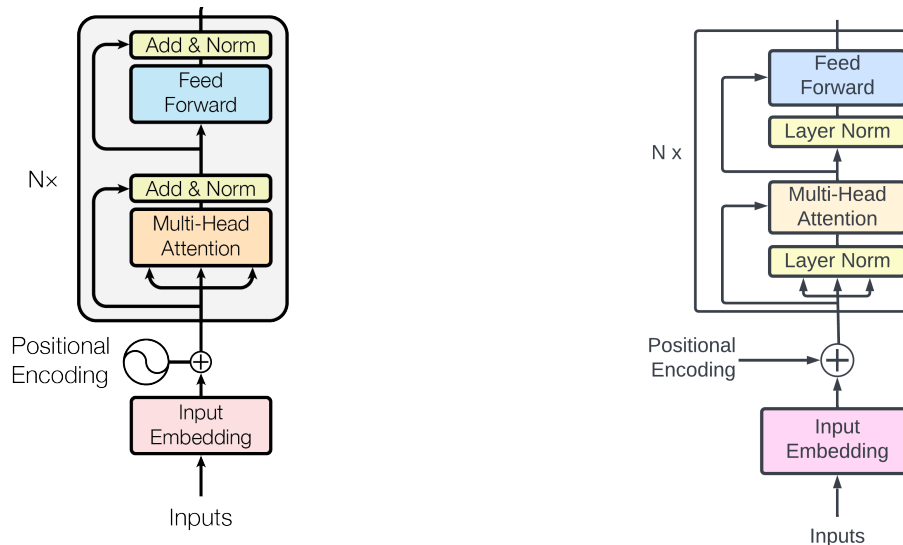 Add & Norm
Feed
Forward
Add & Norm
N×
Multi-Head
Attention
Positional
Encoding
Input
Embedding
Inputs
Feed
Forward
Layer Norm
N x
Multi-Head
Attention
Layer Norm
Positional
Encoding
Input
Embedding
Inputs